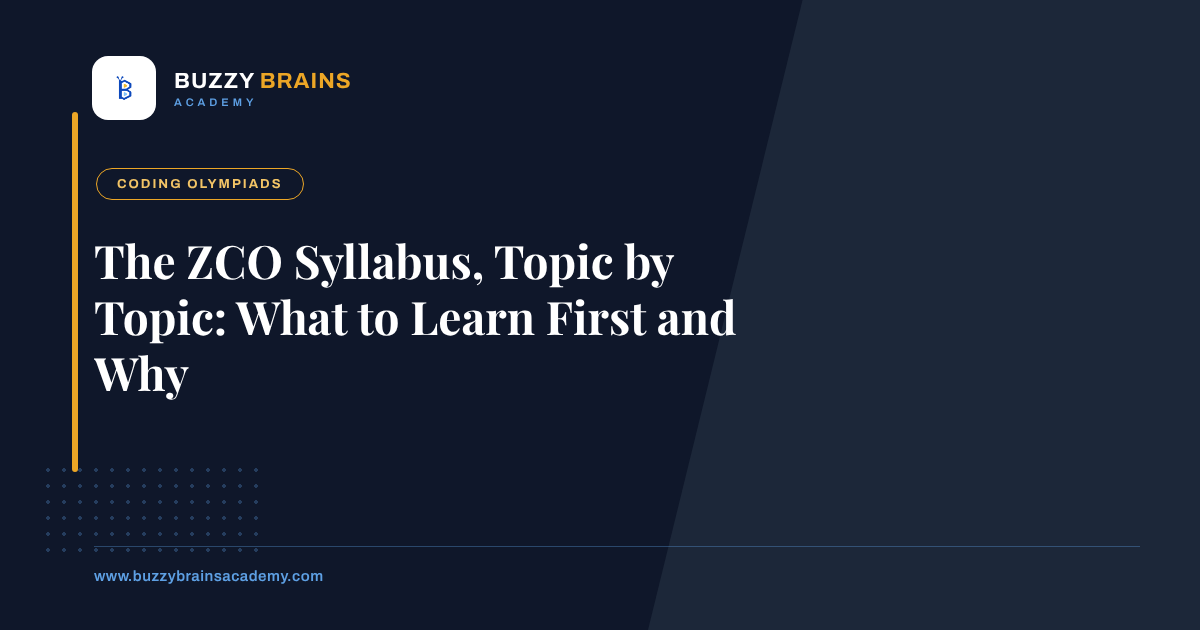 BUZZY BRAINS
ACADEMY
CODING OLYMPIADS
The ZCO Syllabus, Topic by
Topic: What to Learn First and
Why
www.buzzybrainsacademy.com